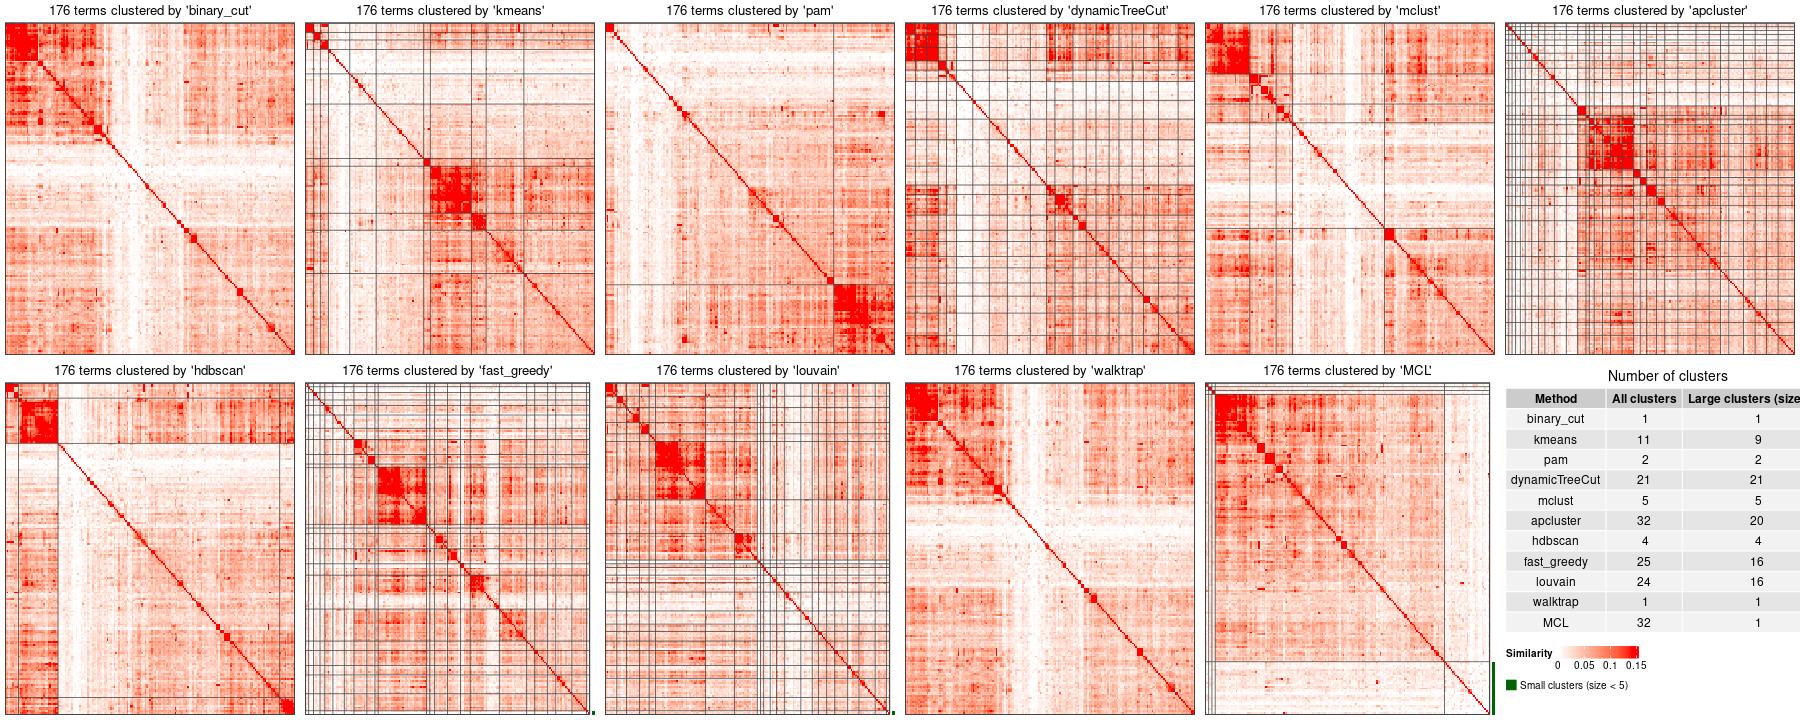 176 terms clustered by 'binary_cut'
176 terms clustered by 'kmeans'
176 terms clustered by 'pam'
176 terms clustered by 'dynamicTreeCut'
176 terms clustered by 'mclust'
176 terms clustered by 'apcluster'
176 terms clustered by 'hdbscan'
176 terms clustered by 'fast_greedy'
176 terms clustered by 'louvain'
176 terms clustered by 'walktrap'
176 terms clustered by 'MCL'
Number of clusters
Method All clusters Large clusters (size
binary_cut 1 1
kmeans 11 9
pam 2 2
dynamicTreeCut 21 21
mclust 5 5
apcluster 32 20
hdbscan 4 4
fast_greedy 25 16
louvain 24 16
walktrap 1 1
MCL 32 1
Similarity
0 0.05 0.1 0.15
Small clusters (size < 5)